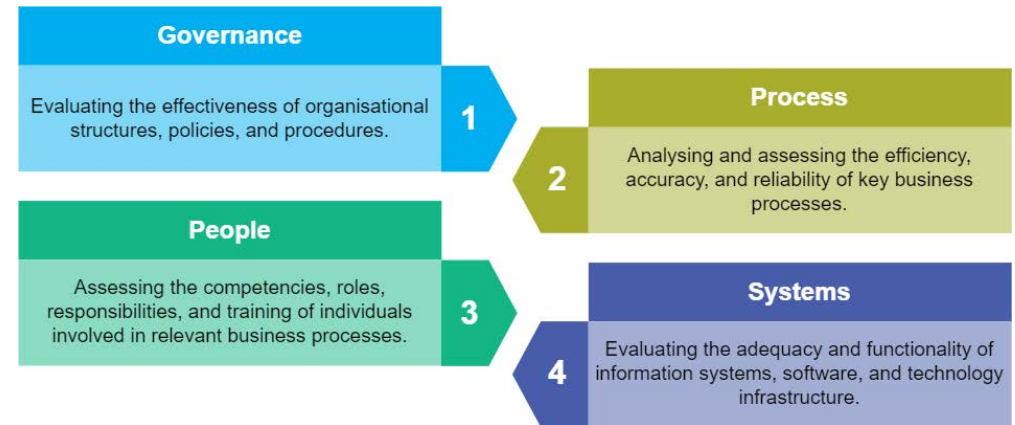 Governance
Evaluating the effectiveness of organisational
structures, policies, and procedures.
1
Process
2
Analysing and assessing the efficiency,
accuracy, and reliability of key business
processes.
People
Assessing the competencies, roles,
responsibilities, and training of individuals
involved in relevant business processes.
3
Systems
4
Evaluating the adequacy and functionality of
information systems, software, and technology
infrastructure.